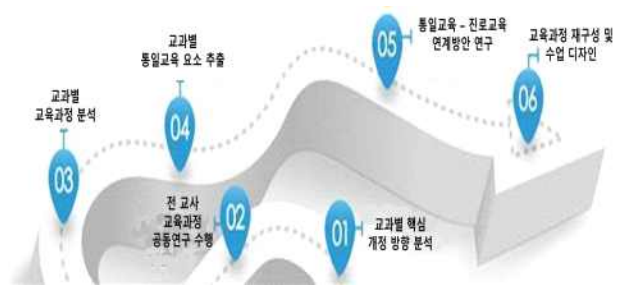 01
교과별 핵심
개정 방향 분석
02
전 교사
교육과정
공동연구 수행
03
교과별
교육과정 분석
04
교과별
통일교육 요소 추출
05
통일교육 – 진로교육
연계방안 연구
06
교육과정 재구성 및
수업 디자인